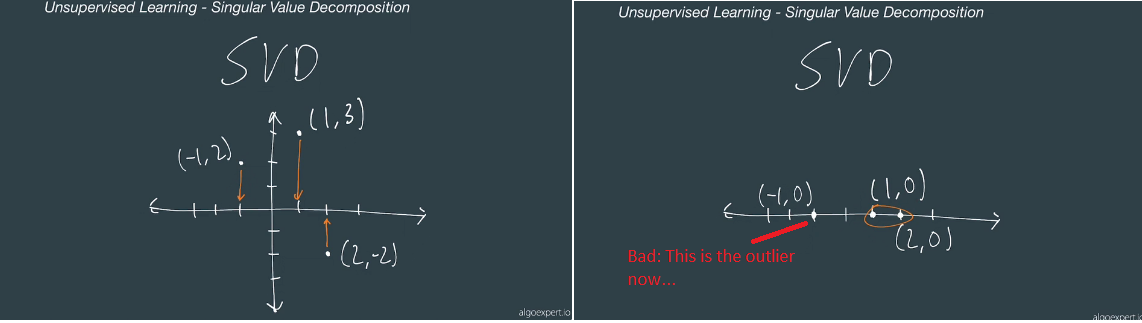 Unsupervised Learning - Singular Value Decomposition
SVD
(1,3)
(-1,2)
(2,-2)
algoexpert.io
Unsupervised Learning - Singular Value Decomposition
SVD
(-1,0)
(1,0)
(2,0)
Bad: This is the outlier
now...
algoexpert.io